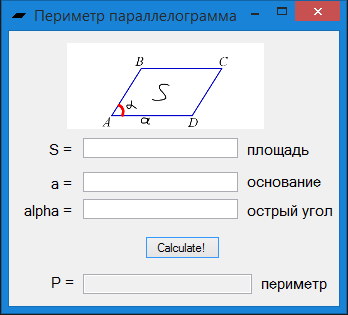 Периметр параллелограмма
B C
S
α
A a D
S = площадь
a = основание
alpha = острый угол
Calculate!
P = периметр